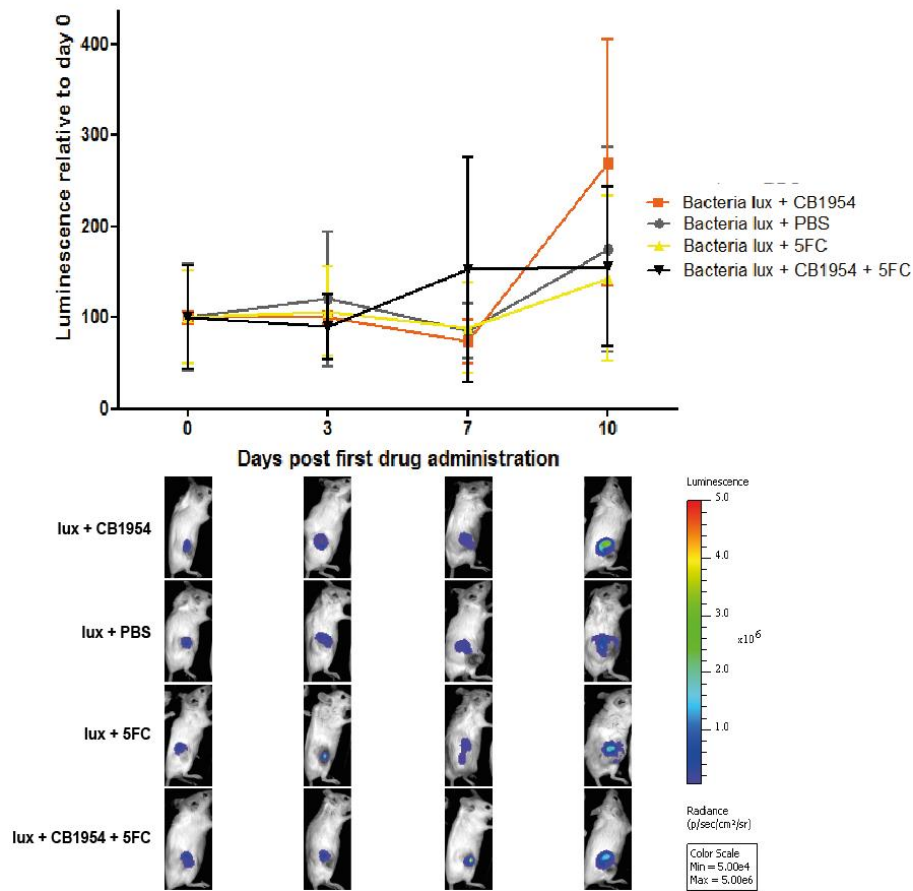 Luminescence relative to day 0
400
300
200
100
0
0 3 7 10
Days post first drug administration
Bacteria lux + CB1954
Bacteria lux + PBS
Bacteria lux + 5FC
Bacteria lux + CB1954 + 5FC
lux + CB1954
lux + PBS
lux + 5FC
lux + CB1954 + 5FC
Luminescence
5.0
4.0
3.0
x10⁶
2.0
1.0
Radiance
(p/sec/cm²/sr)
Color Scale
Min = 5.00e4
Max = 5.00e6